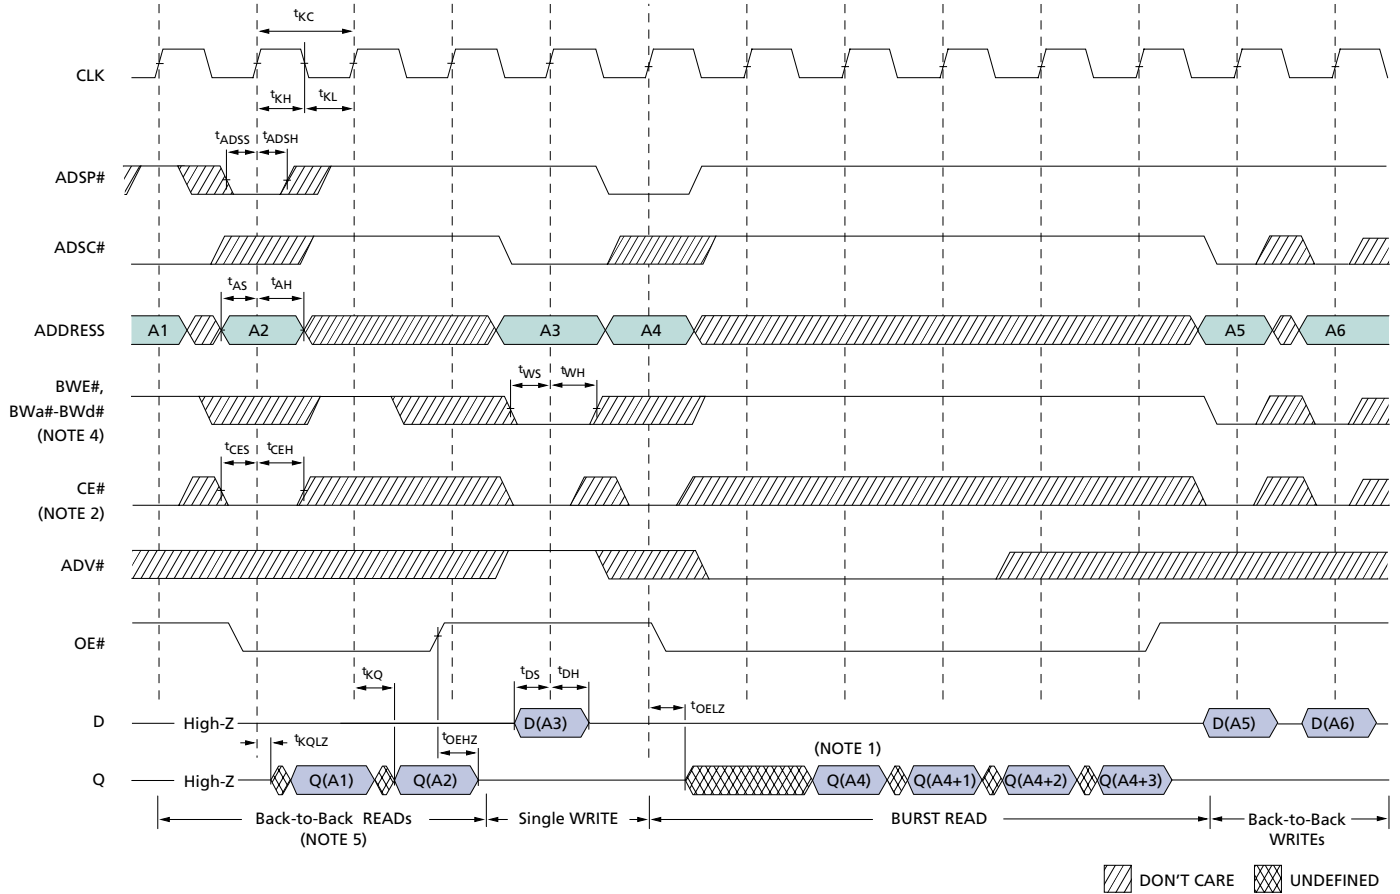 tKC
CLK
tKH
tKL
tADSS
tADSH
ADSP#
ADSC#
tAS
tAH
ADDRESS
A1
A2
A3
A4
A5
A6
BWE#,
BWa#-BWd#
(NOTE 4)
tWS
tWH
tCES
tCEH
CE#
(NOTE 2)
ADV#
OE#
tKQ
tDS
tDH
tOELZ
D
High-Z
D(A3)
D(A5)
D(A6)
tKQLZ
tOEHZ
(NOTE 1)
Q
High-Z
Q(A1)
Q(A2)
Q(A4)
Q(A4+1)
Q(A4+2)
Q(A4+3)
Back-to-Back READs
(NOTE 5)
Single WRITE
BURST READ
Back-to-Back
WRITEs
DON'T CARE
UNDEFINED